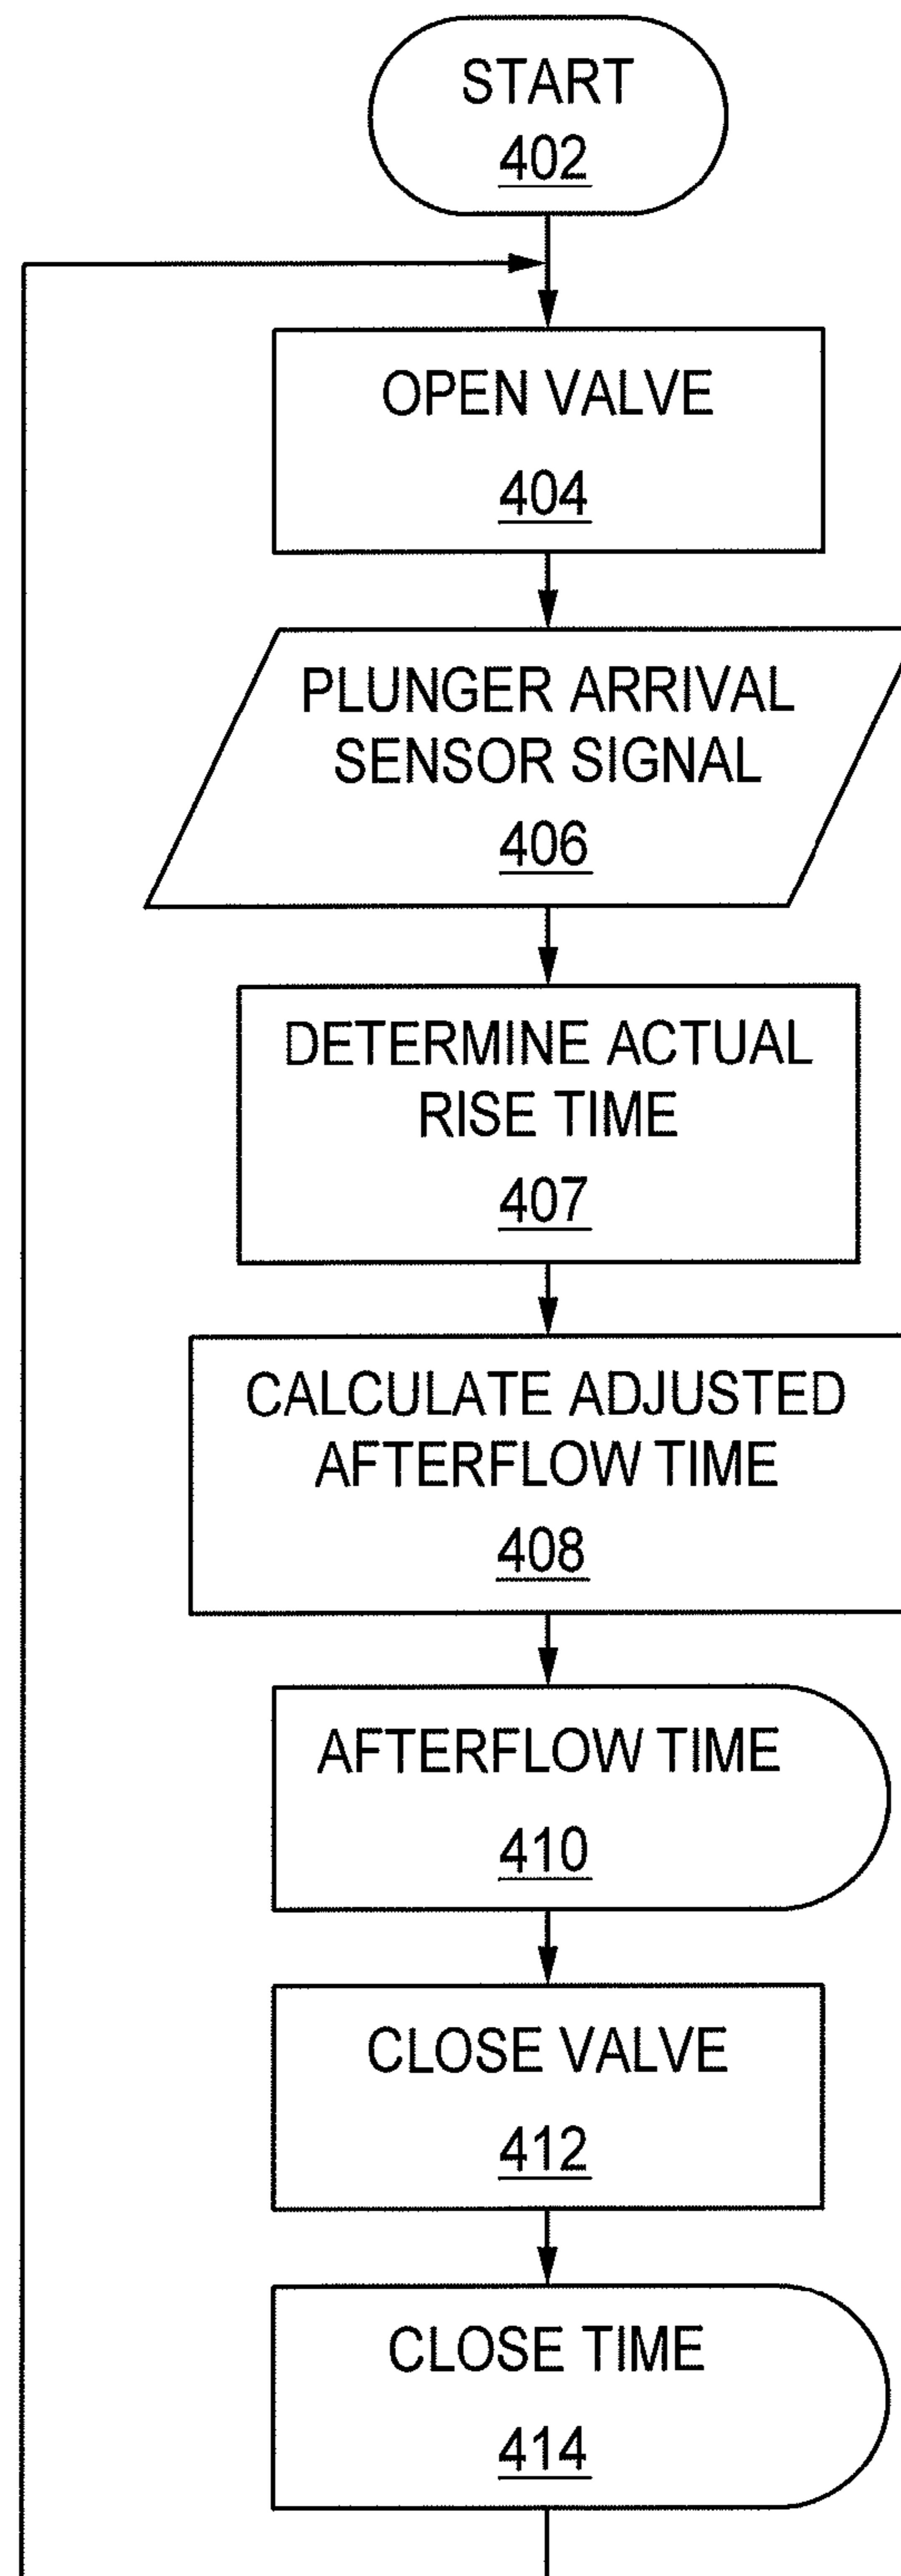 START
402
OPEN VALVE
404
PLUNGER ARRIVAL
SENSOR SIGNAL
406
DETERMINE ACTUAL
RISE TIME
407
CALCULATE ADJUSTED
AFTERFLOW TIME
408
AFTERFLOW TIME
410
CLOSE VALVE
412
CLOSE TIME
414